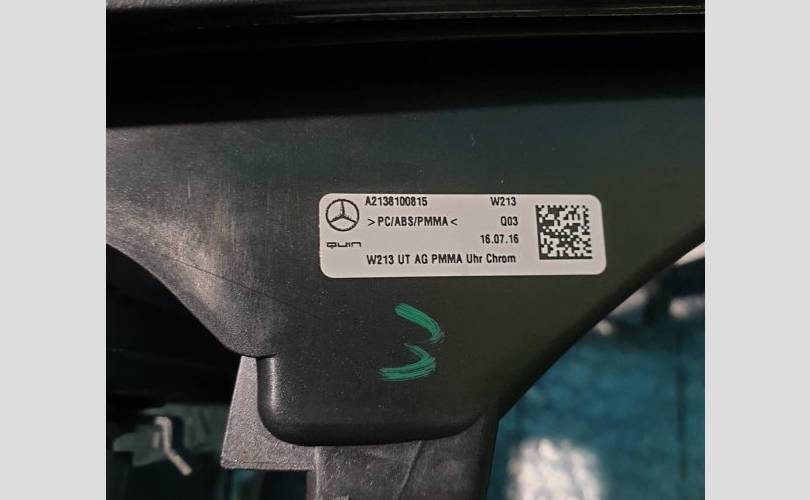 A2138100815 W213
>PC/ABS/PMMA< Q03
QUIN 16.07.16
W213 UT AG PMMA Uhr Chrom